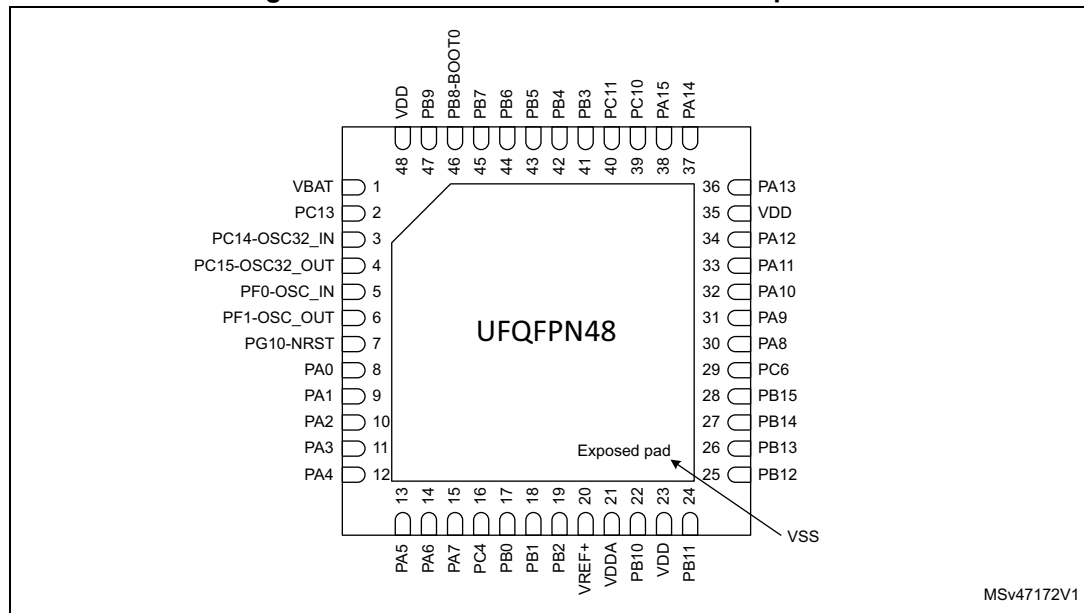 VDD
PB9
PB8-BOOT0
PB7
PB6
PB5
PB4
PB3
PC11
PC10
PA15
PA14
48 47 46 45 44 43 42 41 40 39 38 37
VBAT 1
PC13 2
PC14-OSC32_IN 3
PC15-OSC32_OUT 4
PF0-OSC_IN 5
PF1-OSC_OUT 6
PG10-NRST 7
PA0 8
PA1 9
PA2 10
PA3 11
PA4 12
UFQFPN48
Exposed pad
36 PA13
35 VDD
34 PA12
33 PA11
32 PA10
31 PA9
30 PA8
29 PC6
28 PB15
27 PB14
26 PB13
25 PB12
13 14 15 16 17 18 19 20 21 22 23 24
PA5
PA6
PA7
PC4
PB0
PB1
PB2
VREF+
VDDA
PB10
VDD
PB11
VSS
MSv47172V1